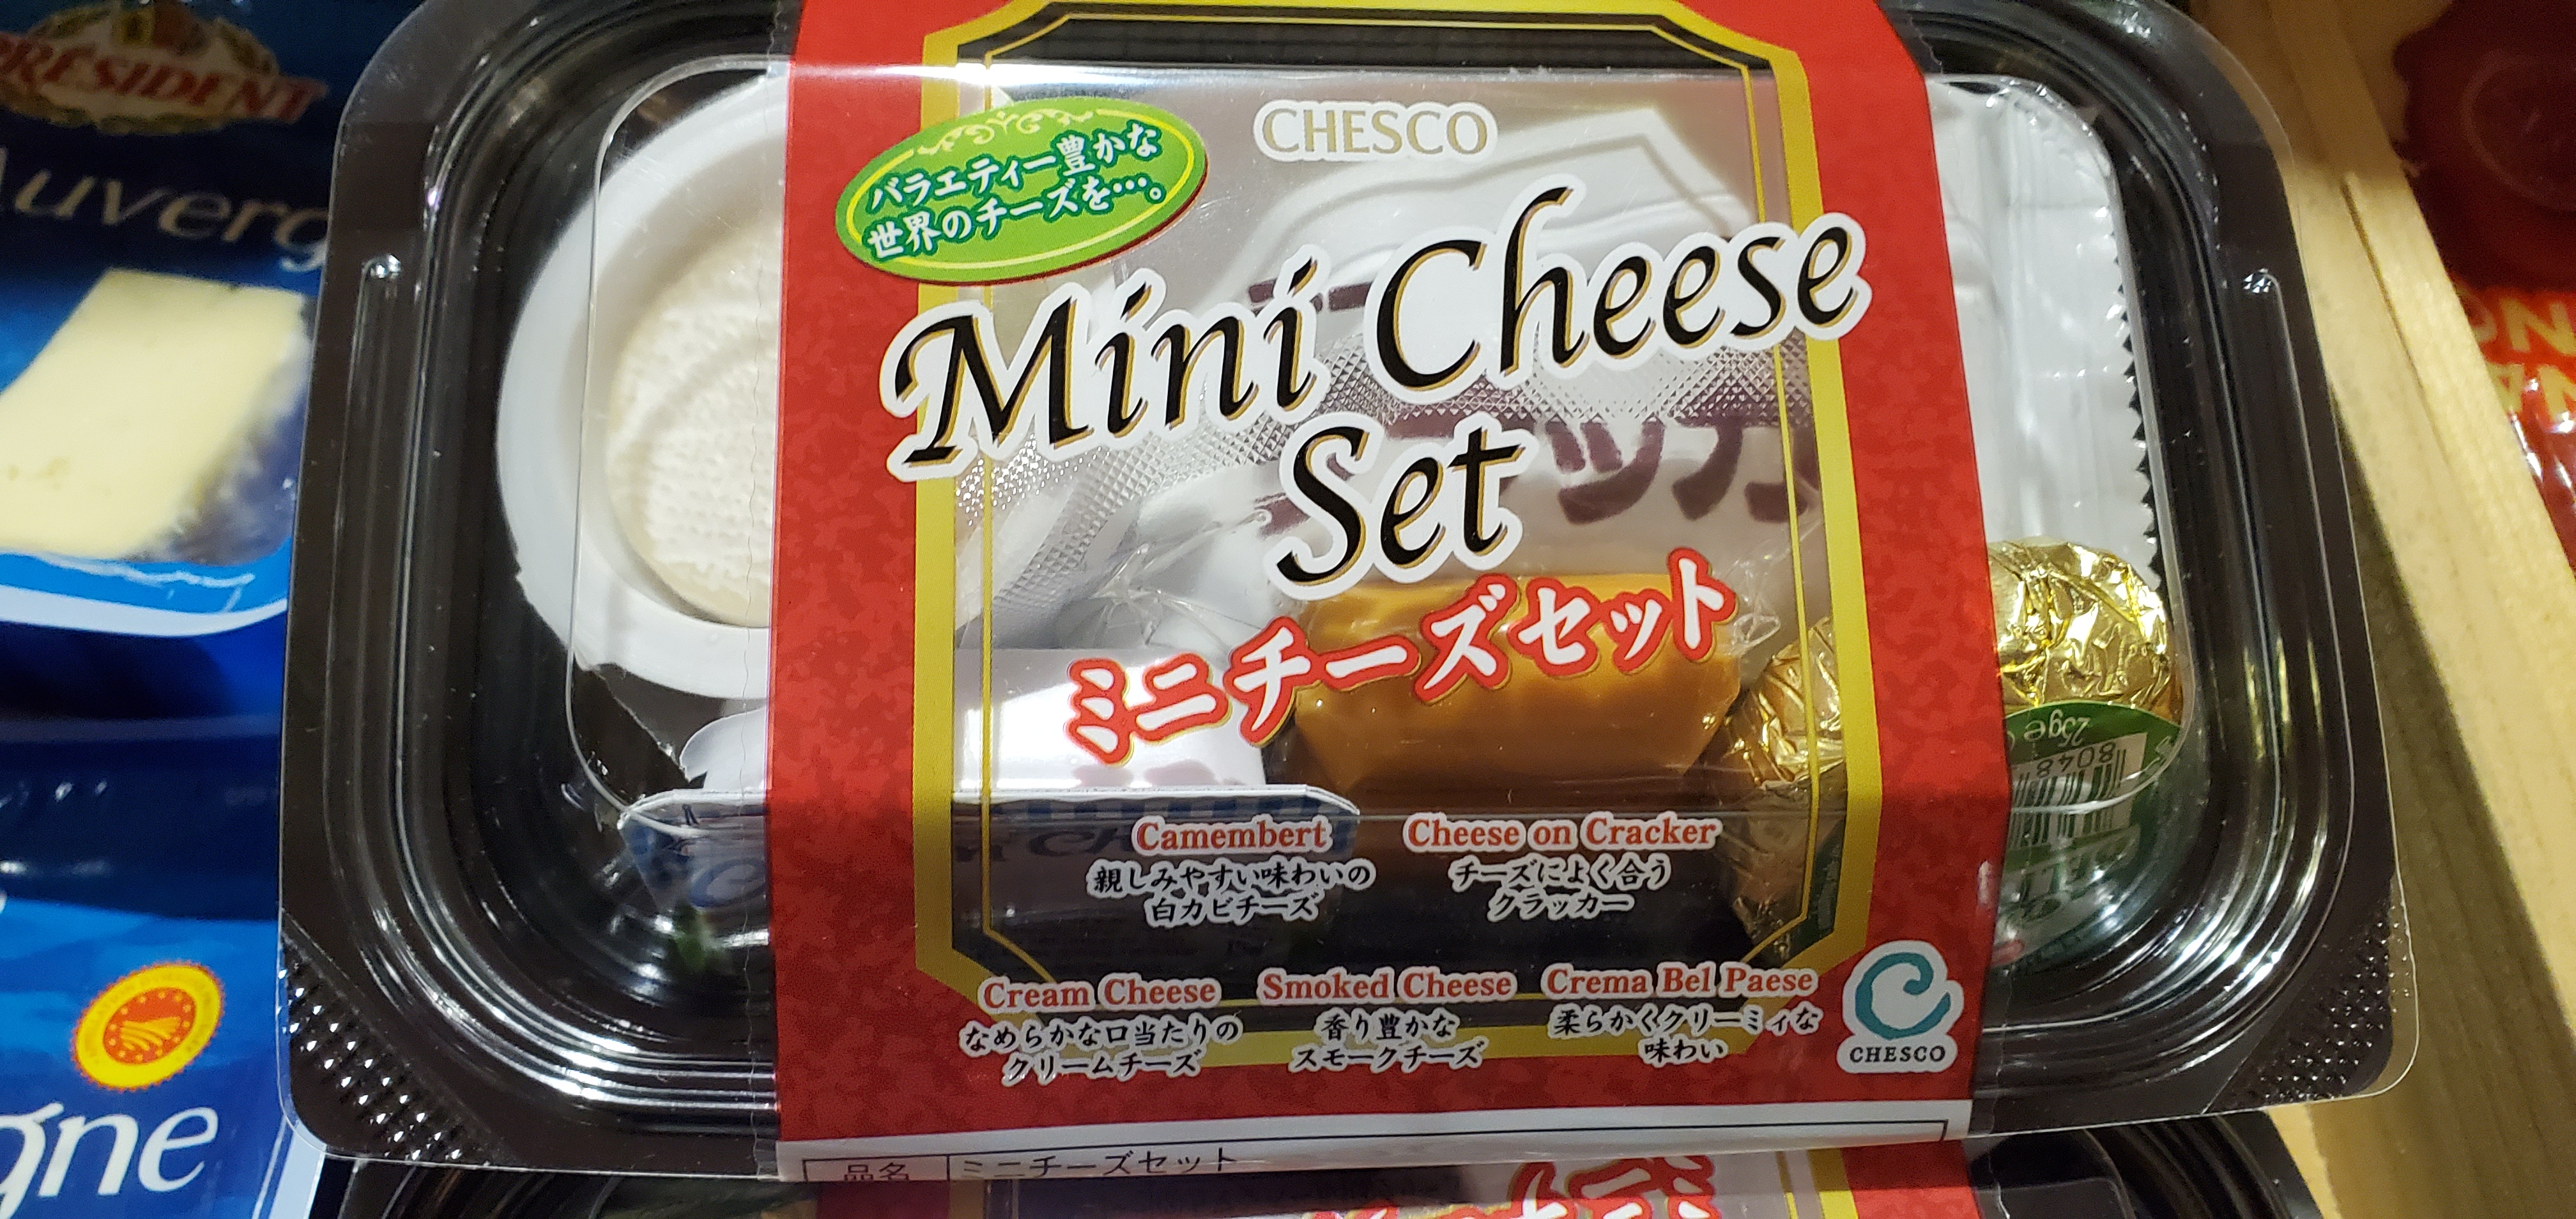 PRÉSIDENT
Auverg
gne
CHESCO
バラエティー豊かな
世界のチーズを…。
Mini Cheese
Set
ミニチーズセット
Camembert
親しみやすい味わいの
白カビチーズ
Cheese on Cracker
チーズによく合う
クラッカー
Cream Cheese
なめらかな口当たりの
クリームチーズ
Smoked Cheese
香り豊かな
スモークチーズ
Crema Bel Paese
柔らかくクリーミィな
味わい
CHESCO
25g e
8048
品名 ミニチーズセット